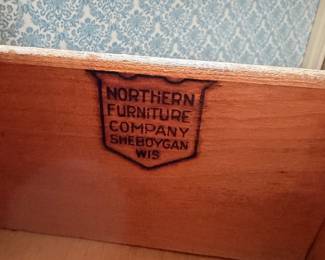 NORTHERN
FURNITURE
COMPANY
SHEBOYGAN
WIS